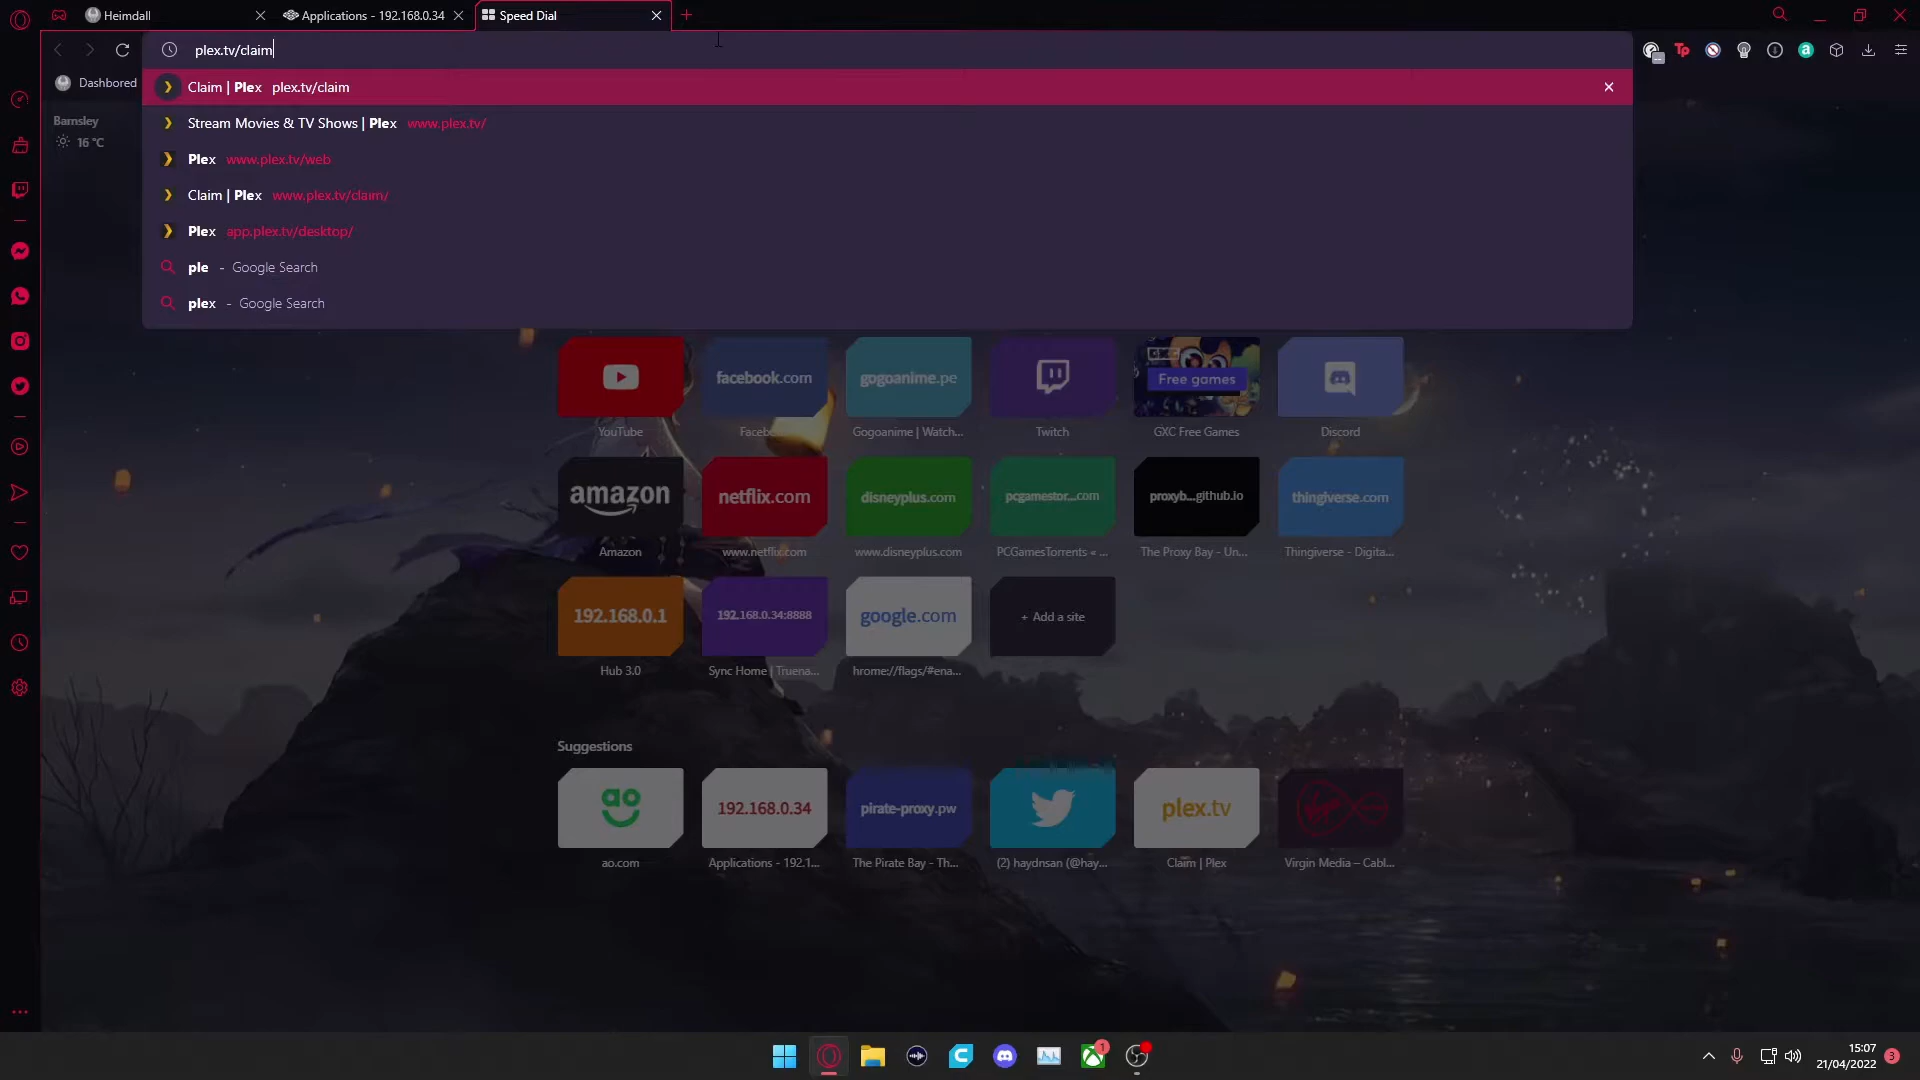 Heimdall
Applications - 192.168.0.34
Speed Dial
plex.tv/claim
Dashbored
Claim | Plex plex.tv/claim
Tp
a
Barnsley
16 °C
Stream Movies & TV Shows | Plex www.plex.tv/
Plex www.plex.tv/web
Claim | Plex www.plex.tv/claim/
Plex app.plex.tv/desktop/
ple - Google Search
plex - Google Search
facebook.com
gogoanime.pe
Free games
YouTube
Gogoanime | Watch...
Twitch
GXC Free Games
Discord
amazon
netflix.com
disneyplus.com
pcgamestor...com
proxyb...github.io
thingiverse.com
Amazon
www.netflix.com
www.disneyplus.com
PCGamesTorrents « ...
The Proxy Bay - Un...
Thingiverse - Digita...
192.168.0.1
192.168.0.34:8888
google.com
+ Add a site
Hub 3.0
Sync Home | Truena...
hrome://flags/#ena...
Suggestions
ao
192.168.0.34
pirate-proxy.pw
plex.tv
ao.com
Applications - 192.1...
The Pirate Bay - Th...
(2) haydnsan (@hay...
Claim | Plex
Virgin Media – Cabl...
1
15:07
21/04/2022
3